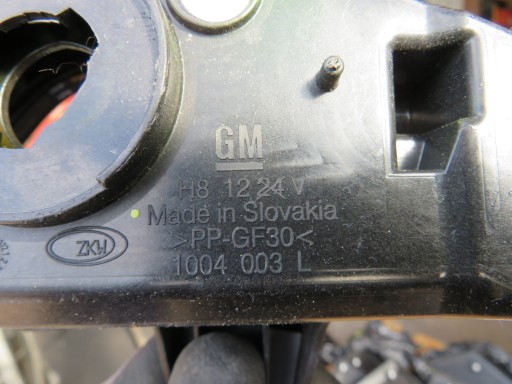 GM
H8 12 24 V
Made in Slovakia
>PP-GF30<
ZKW
1004 003 L